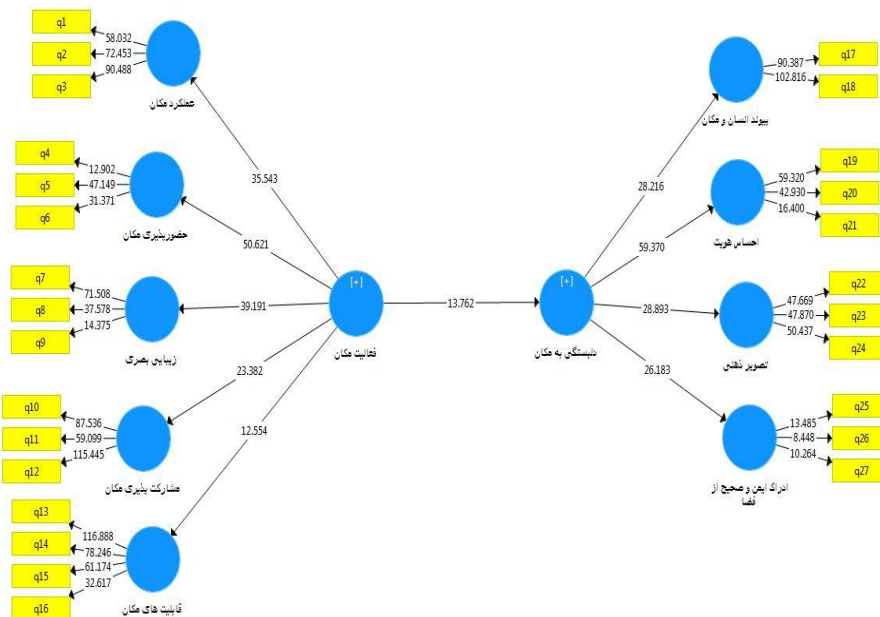 q1
q2
q3
58.032
72.453
90.488
عملکرد مکان
q4
q5
q6
12.902
47.149
31.371
حضورپذیری مکان
q7
q8
q9
71.508
37.578
14.375
زیبایی بصری
q10
q11
q12
87.536
59.099
115.445
مشارکت پذیری مکان
q13
q14
q15
q16
116.888
78.246
61.174
32.617
قابلیت های مکان
35.543
50.621
39.191
23.382
12.554
[+]
فعالیت مکان
13.762
[+]
دلبستگی به مکان
28.216
59.370
28.893
26.183
پیوند انسان و مکان
90.387
102.816
q17
q18
احساس هویت
59.320
42.930
16.400
q19
q20
q21
تصویر ذهنی
47.669
47.870
50.437
q22
q23
q24
ادراک ایمن و صحیح از
فضا
13.485
8.448
10.264
q25
q26
q27